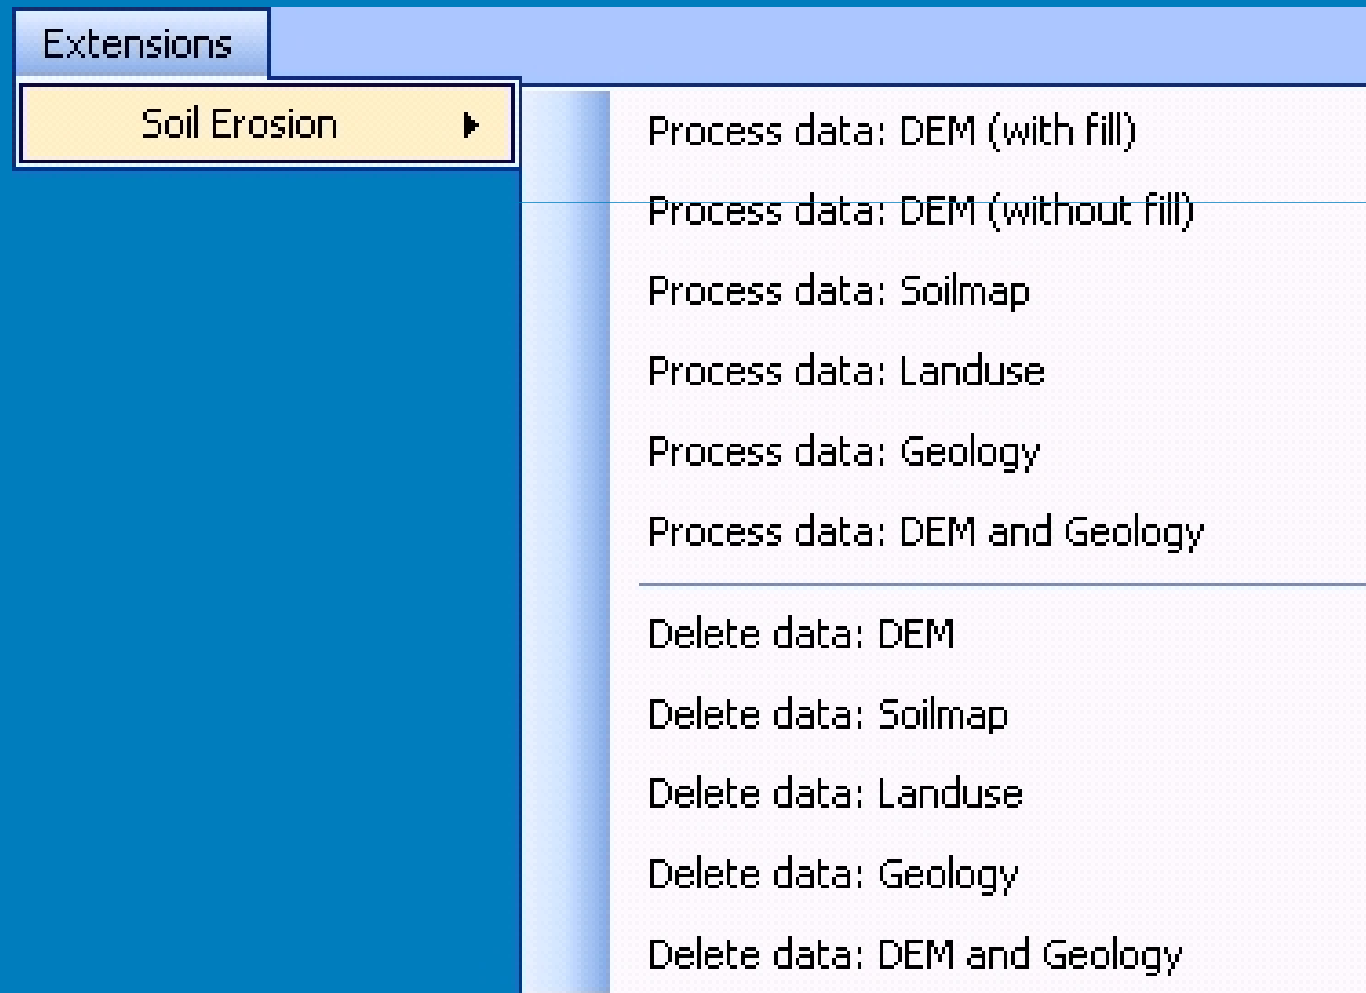 Extensions
Soil Erosion
Process data: DEM (with fill)
Process data: DEM (without fill)
Process data: Soilmap
Process data: Landuse
Process data: Geology
Process data: DEM and Geology
Delete data: DEM
Delete data: Soilmap
Delete data: Landuse
Delete data: Geology
Delete data: DEM and Geology